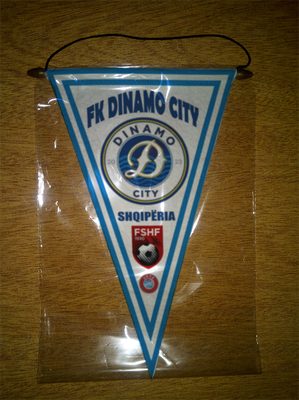 FK DINAMO CITY
DINAMO
D
CITY
SHQIPËRIA
FSHF